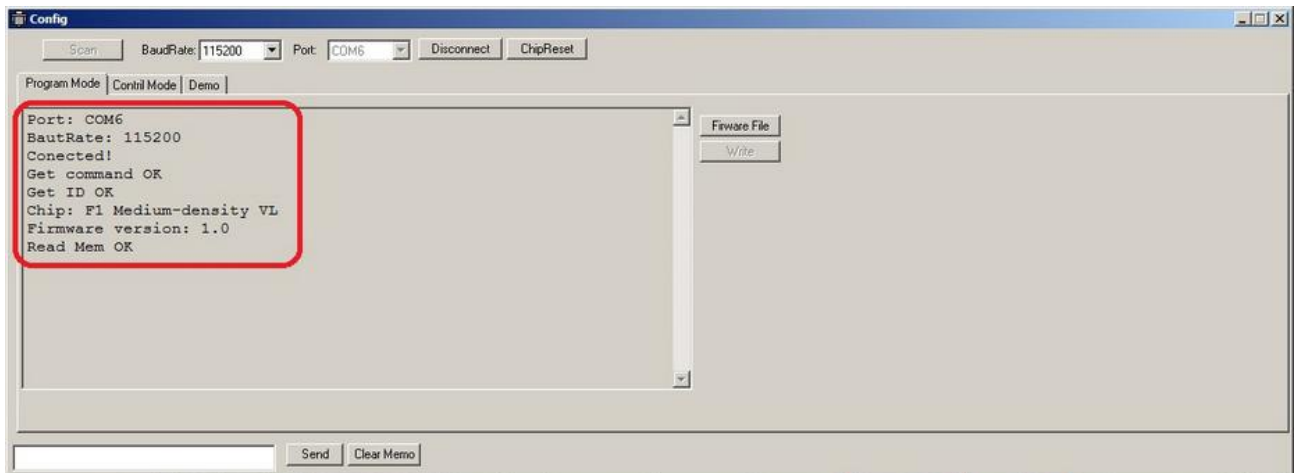 Config
Scan BaudRate: 115200 Port: COM6 Disconnect ChipReset
Program Mode Contril Mode Demo
Port: COM6
BautRate: 115200
Conected!
Get command OK
Get ID OK
Chip: F1 Medium-density VL
Firmware version: 1.0
Read Mem OK
Firware File
Write
Send Clear Memo